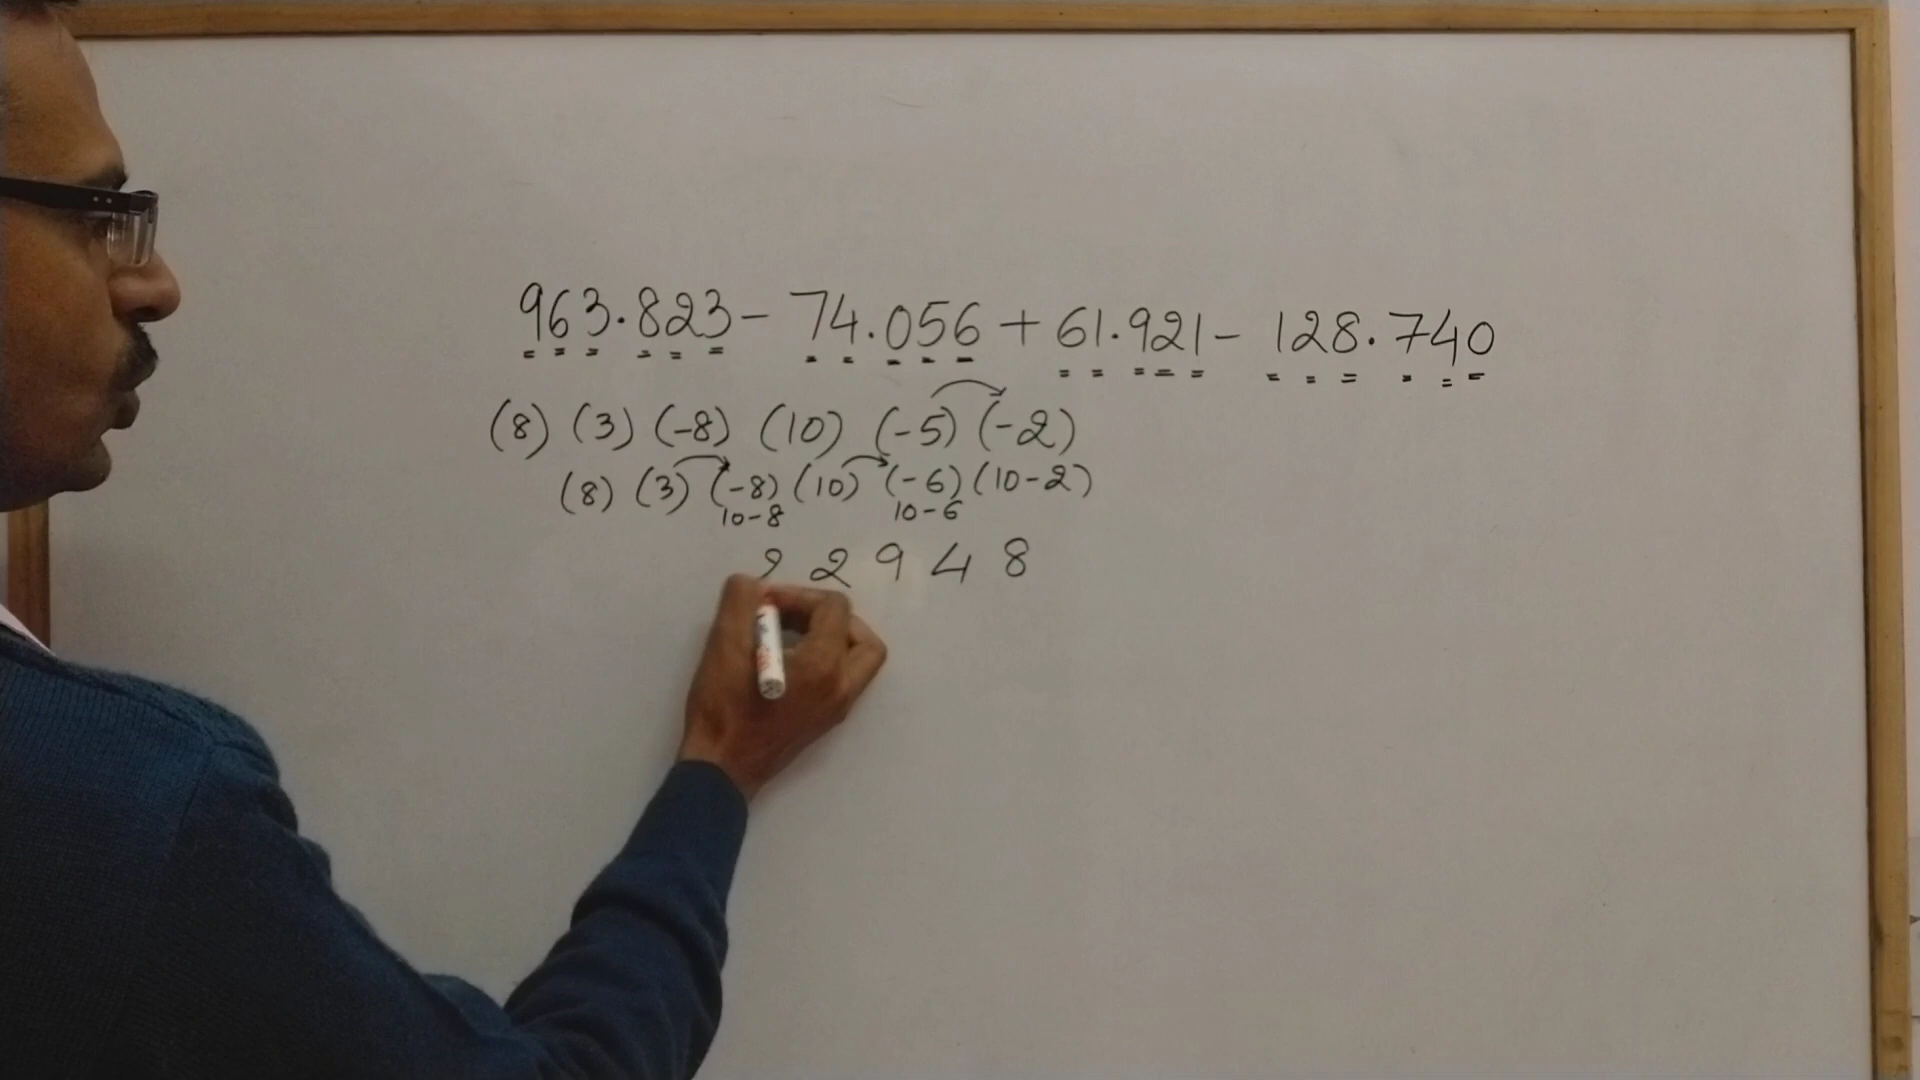 963.823 - 74.056 + 61.921 - 128.740
(8) (3) (-8) (10) (-5) (-2)
(8) (3) (-8) (10) (-6) (10-2)
10-8 10-6
2 2 9 4 8